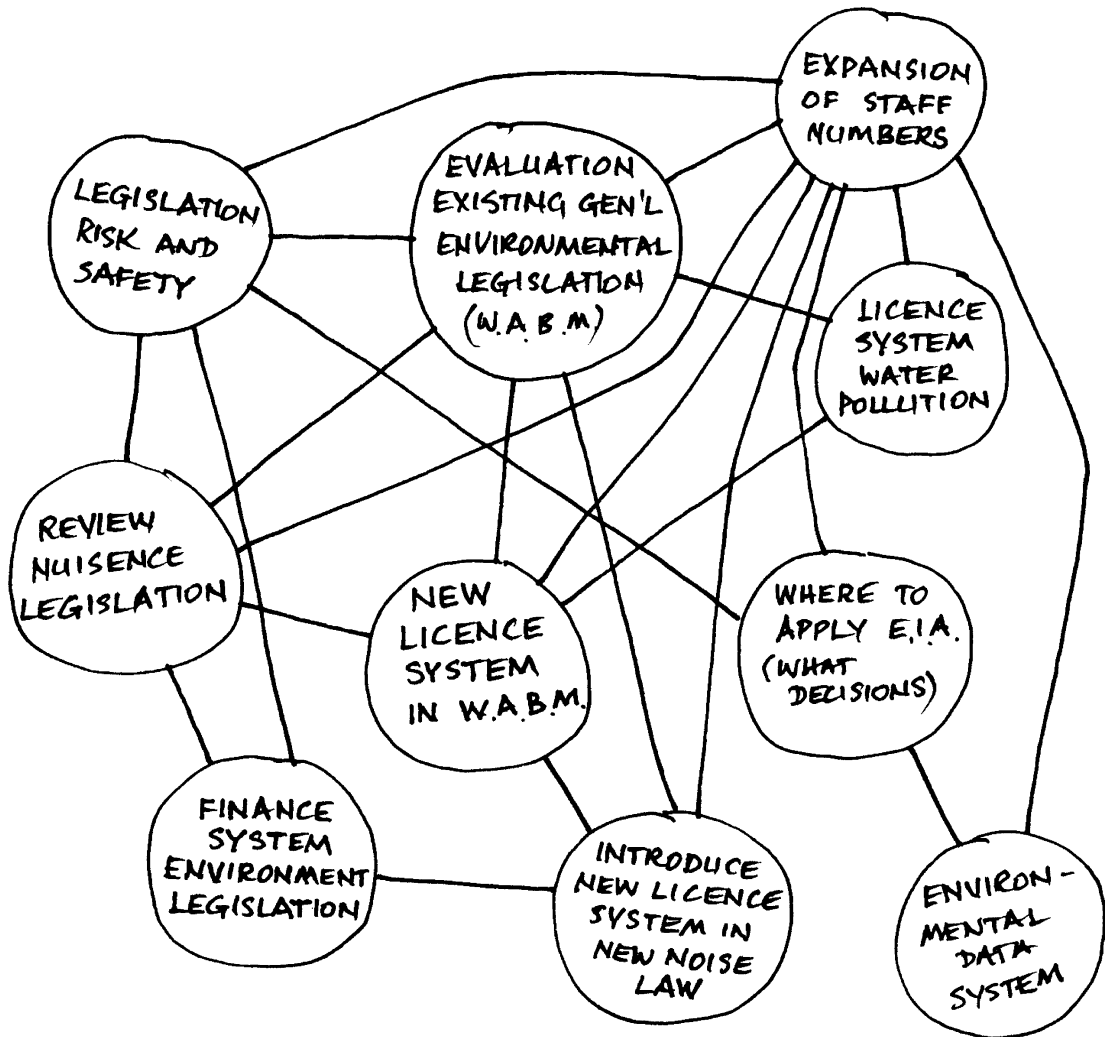 EXPANSION
OF STAFF
NUMBERS
LEGISLATION
RISK AND
SAFETY
EVALUATION
EXISTING GEN'L
ENVIRONMENTAL
LEGISLATION
(W.A.B.M)
LICENCE
SYSTEM
WATER
POLLUTION
REVIEW
NUISENCE
LEGISLATION
NEW
LICENCE
SYSTEM
IN W.A.B.M.
WHERE TO
APPLY E.I.A.
(WHAT
DECISIONS)
FINANCE
SYSTEM
ENVIRONMENT
LEGISLATION
INTRODUCE
NEW LICENCE
SYSTEM IN
NEW NOISE
LAW
ENVIRON-
MENTAL
DATA
SYSTEM